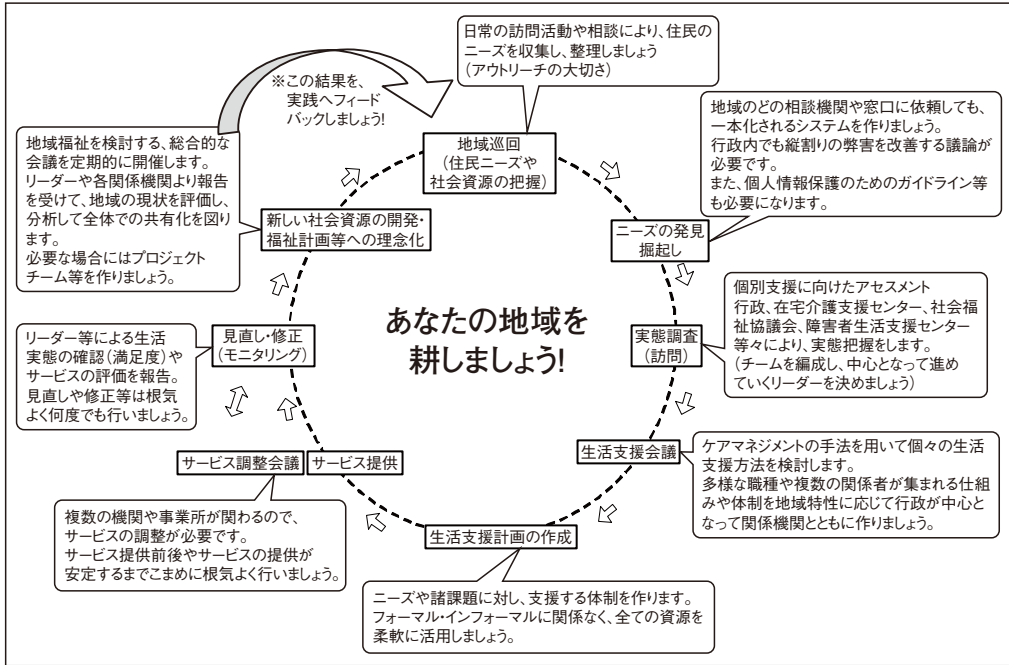 日常の訪問活動や相談により、住民の
ニーズを収集し、整理しましょう
(アウトリーチの大切さ)
※この結果を、
実践へフィード
バックしましょう!
地域巡回
(住民ニーズや
社会資源の把握)
地域のどの相談機関や窓口に依頼しても、
一本化されるシステムを作りましょう。
行政内でも縦割りの弊害を改善する議論が
必要です。
また、個人情報保護のためのガイドライン等
も必要になります。
ニーズの発見
掘起し
個別支援に向けたアセスメント
行政、在宅介護支援センター、社会福
祉協議会、障害者生活支援センター
等々により、実態把握をします。
(チームを編成し、中心となって進め
ていくリーダーを決めましょう)
実態調査
(訪問)
生活支援会議
ケアマネジメントの手法を用いて個々の生活
支援方法を検討します。
多様な職種や複数の関係者が集まれる仕組
みや体制を地域特性に応じて行政が中心と
なって関係機関とともに作りましょう。
生活支援計画の作成
ニーズや諸課題に対し、支援する体制を作ります。
フォーマル・インフォーマルに関係なく、全ての資源を
柔軟に活用しましょう。
サービス調整会議
サービス提供
複数の機関や事業所が関わるので、
サービスの調整が必要です。
サービス提供前後やサービスの提供が
安定するまでこまめに根気よく行いましょう。
見直し・修正
(モニタリング)
リーダー等による生活
実態の確認(満足度)や
サービスの評価を報告。
見直しや修正等は根気
よく何度でも行いましょう。
新しい社会資源の開発・
福祉計画等への理念化
地域福祉を検討する、総合的な
会議を定期的に開催します。
リーダーや各関係機関より報告
を受けて、地域の現状を評価し、
分析して全体での共有化を図り
ます。
必要な場合にはプロジェクト
チーム等を作りましょう。
あなたの地域を
耕しましょう!